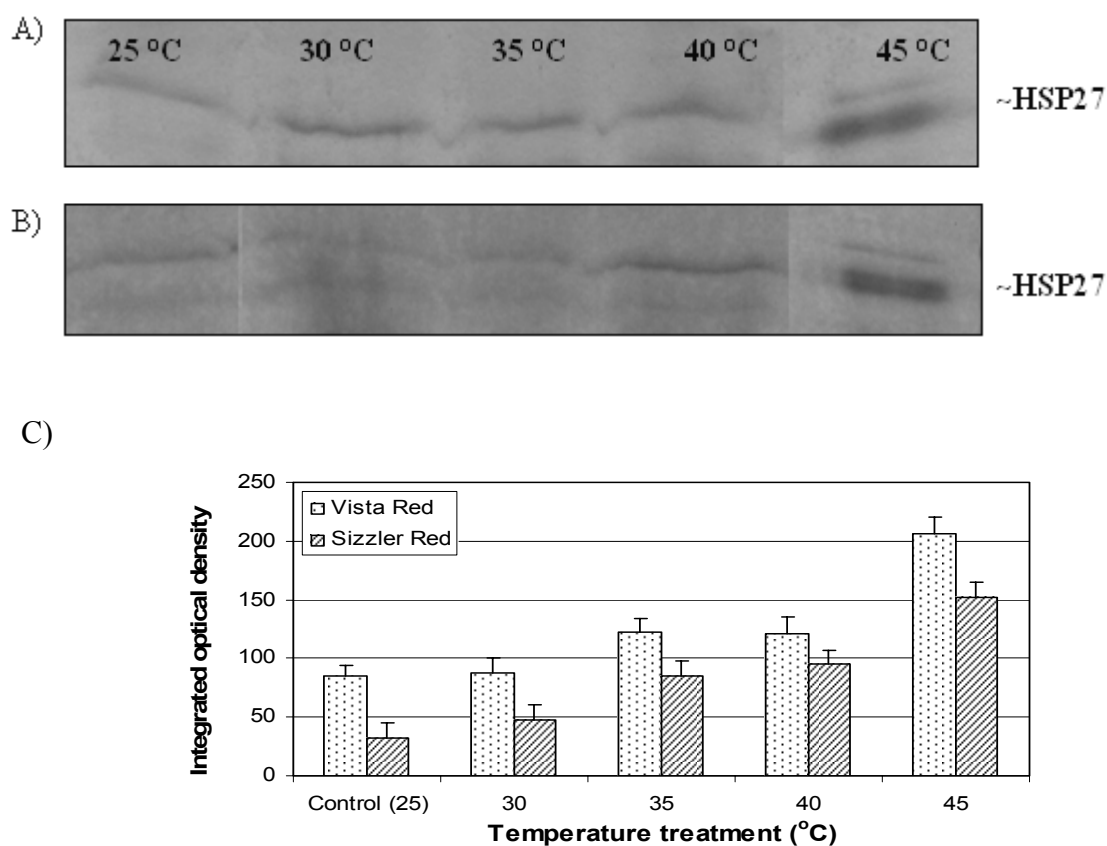 A)
25 °C 30 °C 35 °C 40 °C 45 °C
~HSP27
B)
~HSP27
C)
250
200
150
100
50
0
Integrated optical density
Vista Red
Sizzler Red
Control (25) 30 35 40 45
Temperature treatment (°C)